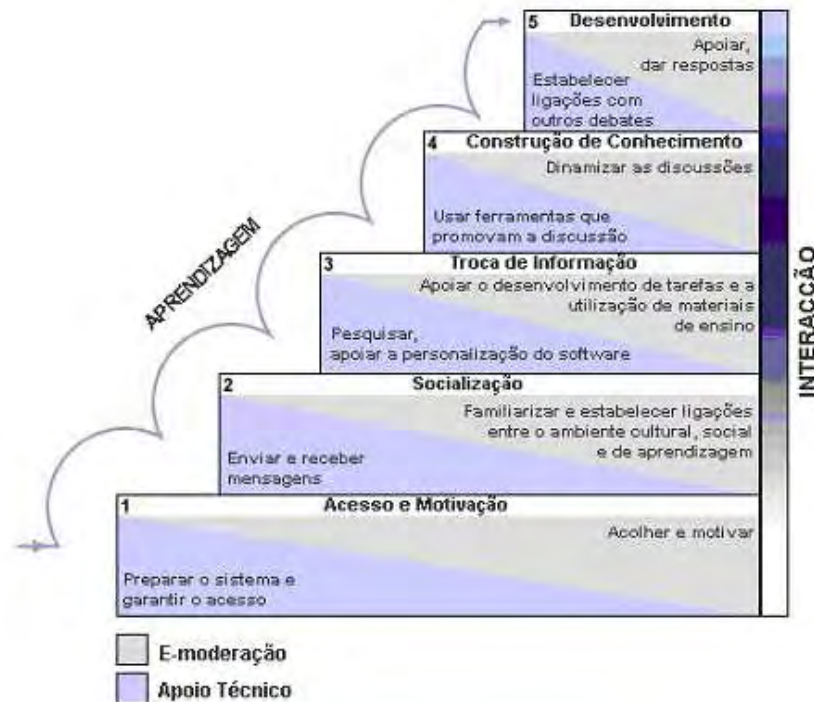 5 Desenvolvimento
Apoiar,
dar respostas
Estabelecer
ligações com
outros debates
4 Construção de Conhecimento
Dinamizar as discussões
Usar ferramentas que
promovam a discussão
3 Troca de Informação
Apoiar o desenvolvimento de tarefas e a
utilização de materiais
de ensino
Pesquisar,
apoiar a personalização do software
2 Socialização
Familiarizar e estabelecer ligações
entre o ambiente cultural, social
e de aprendizagem
Enviar e receber
mensagens
1 Acesso e Motivação
Acolher e motivar
Preparar o sistema e
garantir o acesso
APRENDIZAGEM
INTERACÇÃO
E-moderação
Apoio Técnico